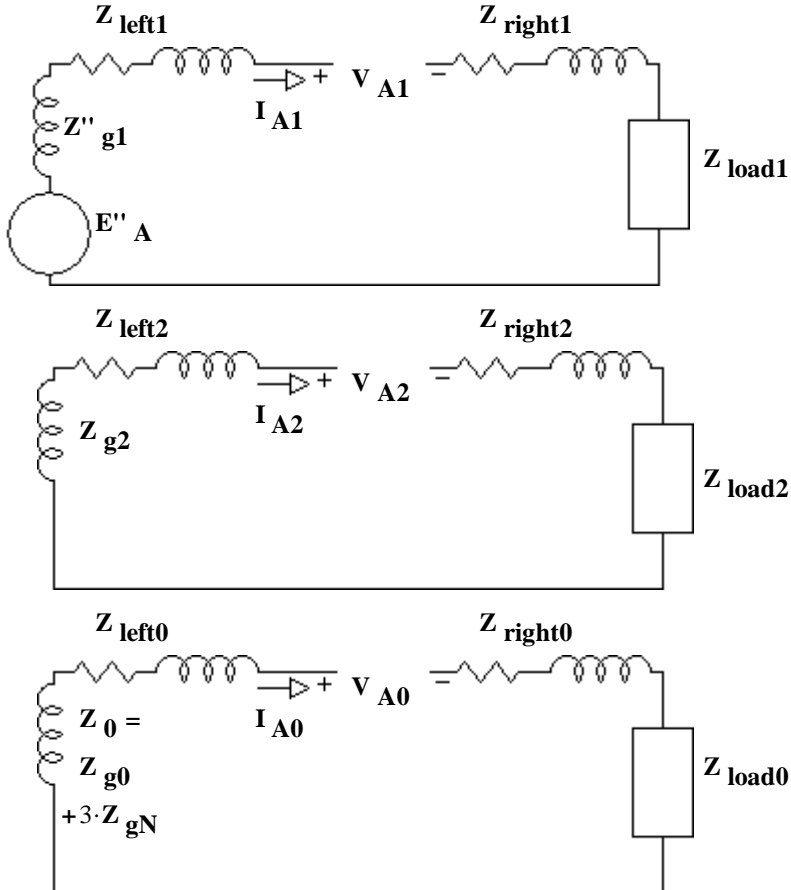 Z left1 Z right1
+ V A1 −
I A1
Z'' g1
Z load1
E'' A
Z left2 Z right2
+ V A2 −
I A2
Z g2
Z load2
Z left0 Z right0
+ V A0 −
Z 0 = I A0
Z g0 Z load0
+3·Z gN